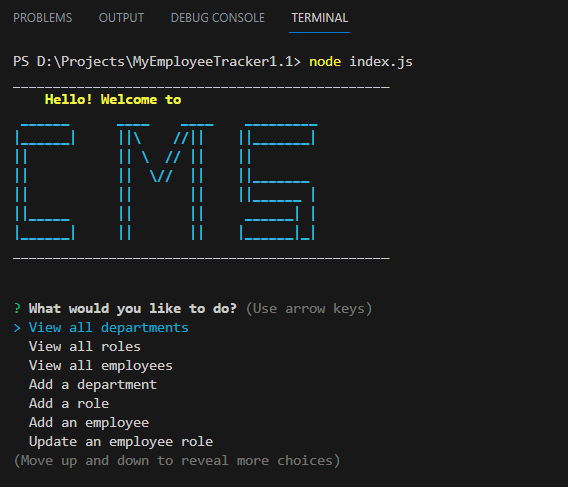 PROBLEMS OUTPUT DEBUG CONSOLE TERMINAL
PS D:\Projects\MyEmployeeTracker1.1> node index.js
Hello! Welcome to
EMS
? What would you like to do? (Use arrow keys)
> View all departments
View all roles
View all employees
Add a department
Add a role
Add an employee
Update an employee role
(Move up and down to reveal more choices)